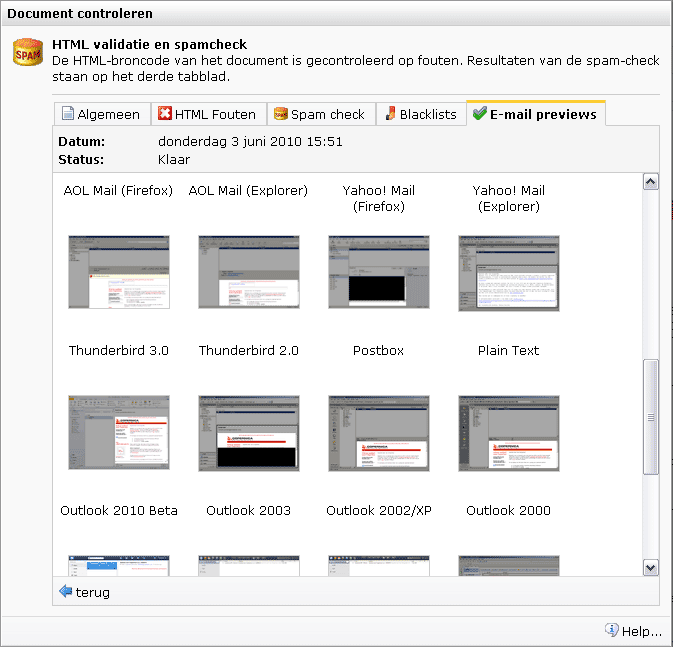 Document controleren
SPAM
HTML validatie en spamcheck
De HTML-broncode van het document is gecontroleerd op fouten. Resultaten van de spam-check
staan op het derde tabblad.
Algemeen HTML Fouten Spam check Blacklists E-mail previews
Datum: donderdag 3 juni 2010 15:51
Status: Klaar
AOL Mail (Firefox) AOL Mail (Explorer) Yahoo! Mail (Firefox) Yahoo! Mail (Explorer)
Thunderbird 3.0 Thunderbird 2.0 Postbox Plain Text
Outlook 2010 Beta Outlook 2003 Outlook 2002/XP Outlook 2000
terug
Help...